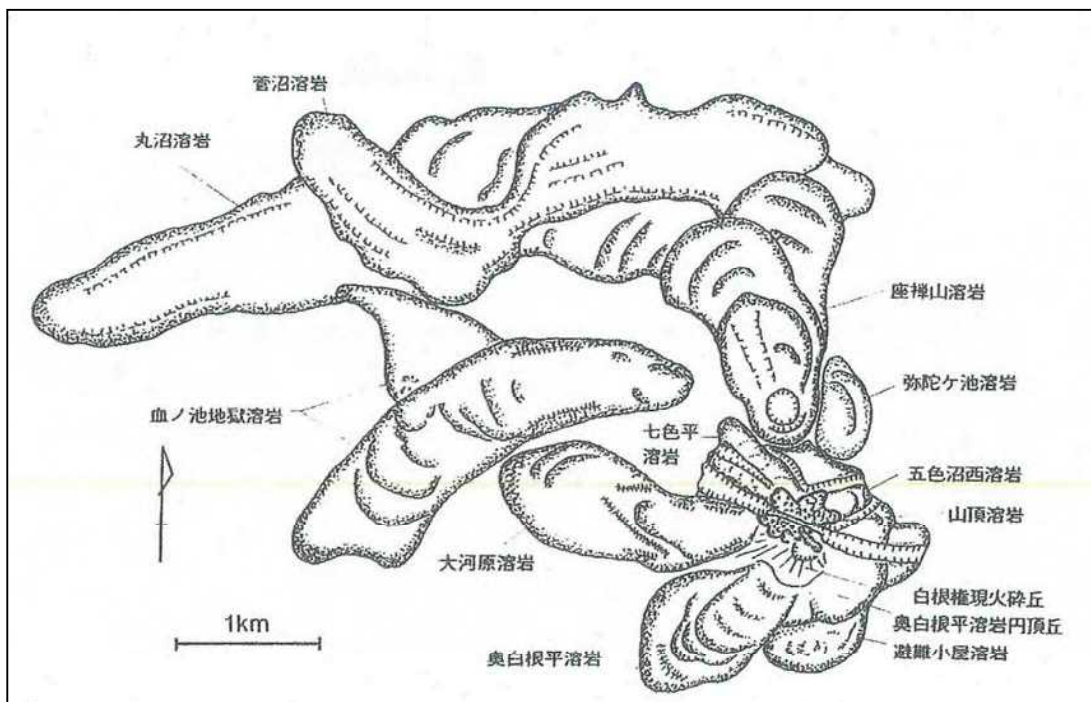 菅沼溶岩
丸沼溶岩
座禅山溶岩
弥陀ケ池溶岩
血ノ池地獄溶岩
七色平
溶岩
五色沼西溶岩
山頂溶岩
大河原溶岩
白根権現火砕丘
奥白根平溶岩円頂丘
避難小屋溶岩
奥白根平溶岩
1km